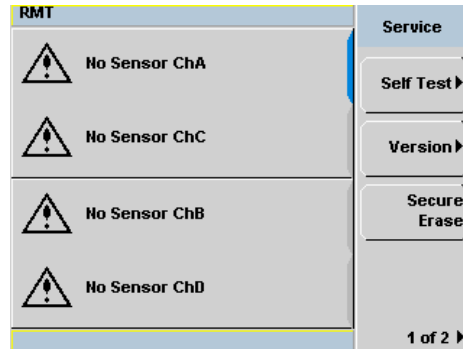 RMT
No Sensor ChA
No Sensor ChC
No Sensor ChB
No Sensor ChD
Service
Self Test
Version
Secure
Erase
1 of 2